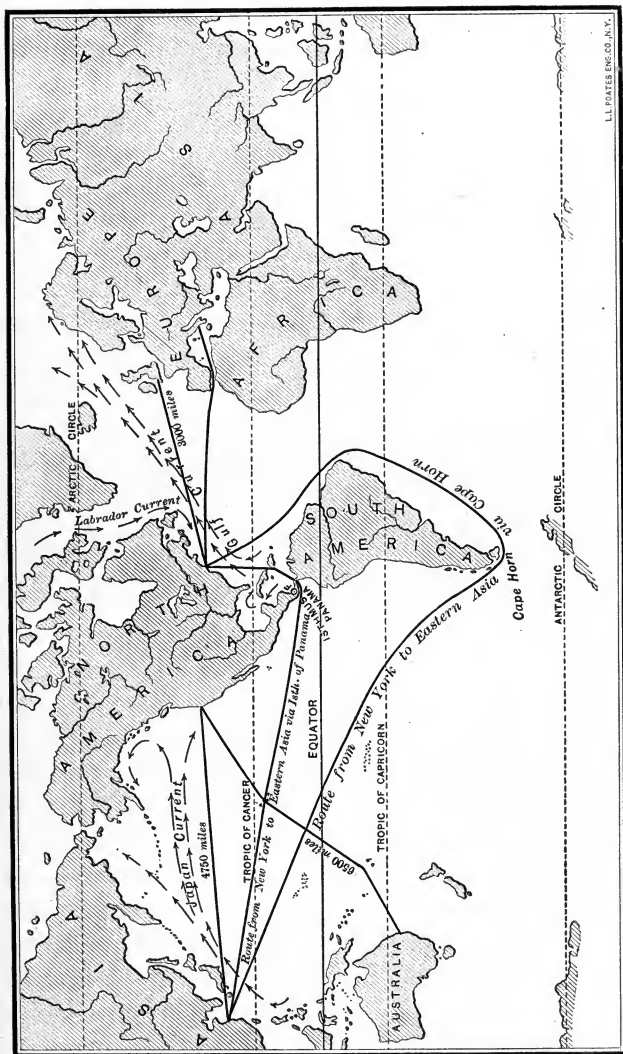 A S I A
E U R O P
A
A S I A
NORTH
AMERICA
AFRICA
SOUTH
AMERICA
AUSTRALIA
ARCTIC CIRCLE
Labrador Current
Gulf Current
3000 miles
Japan Current
4750 miles
TROPIC OF CANCER
Route from New York to Eastern Asia via Isth. of Panama
ISTHMUS OF
PANAMA
EQUATOR
Route from New York to Eastern Asia via Cape Horn
6500 miles
TROPIC OF CAPRICORN
Cape Horn
ANTARCTIC CIRCLE
L.L. POATES ENG. CO., N.Y.